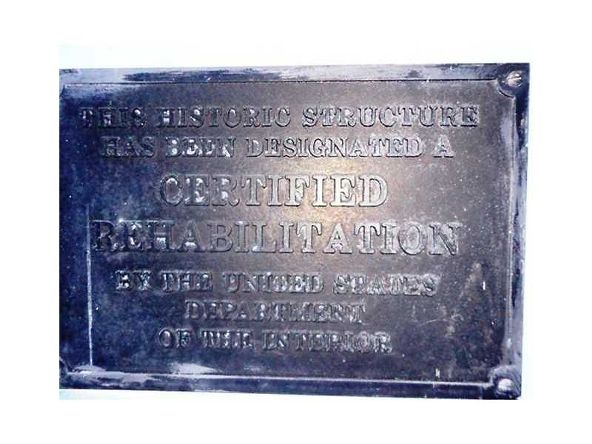 THIS HISTORIC STRUCTURE
HAS BEEN DESIGNATED A
CERTIFIED
REHABILITATION
BY THE UNITED STATES
DEPARTMENT
OF THE INTERIOR